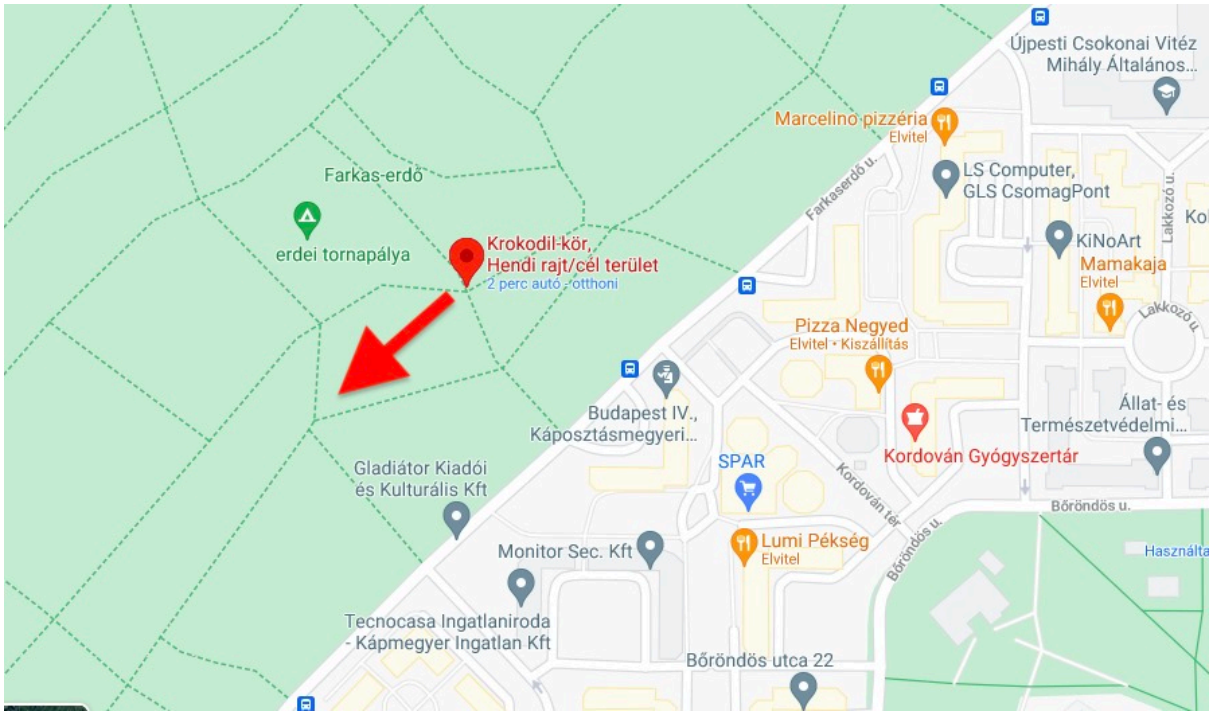 Újpesti Csokonai Vitéz
Mihály Általános...
Marcelino pizzéria
Elvitel
Farkaserdő u.
LS Computer,
GLS CsomagPont
Lakkozó u.
Farkas-erdő
erdei tornapálya
Krokodil-kör,
Hendi rajt/cél terület
2 perc autó - otthoni
KiNoArt
Mamakaja
Elvitel
Lakkozó u.
Pizza Negyed
Elvitel • Kiszállítás
Budapest IV.,
Káposztásmegyeri...
Állat- és
Természetvédelmi...
Kordován Gyógyszertár
SPAR
Gladiátor Kiadói
és Kulturális Kft
Kordován tér
Bőröndös u.
Monitor Sec. Kft
Lumi Pékség
Elvitel
Bőröndös u.
Tecnocasa Ingatlaniroda
- Kápmegyer Ingatlan Kft
Bőröndös utca 22